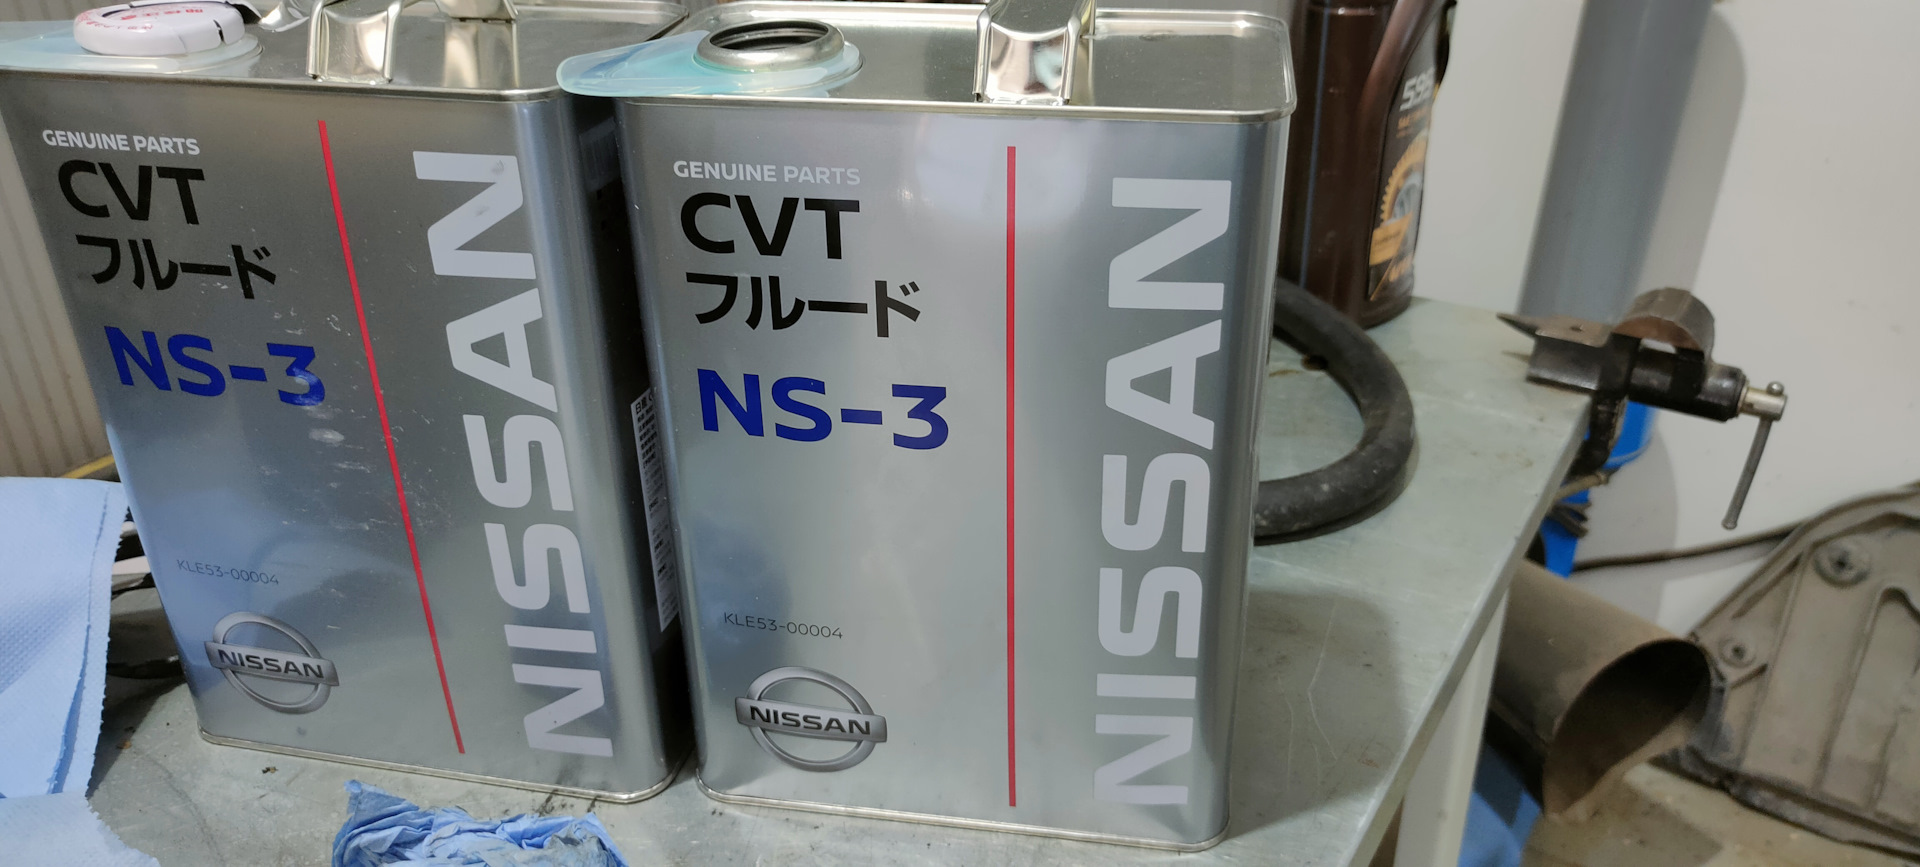 GENUINE PARTS
CVT
フルード
NS-3
KLE53-00004
NISSAN
NISSAN
GENUINE PARTS
CVT
フルード
NS-3
KLE53-00004
NISSAN
NISSAN